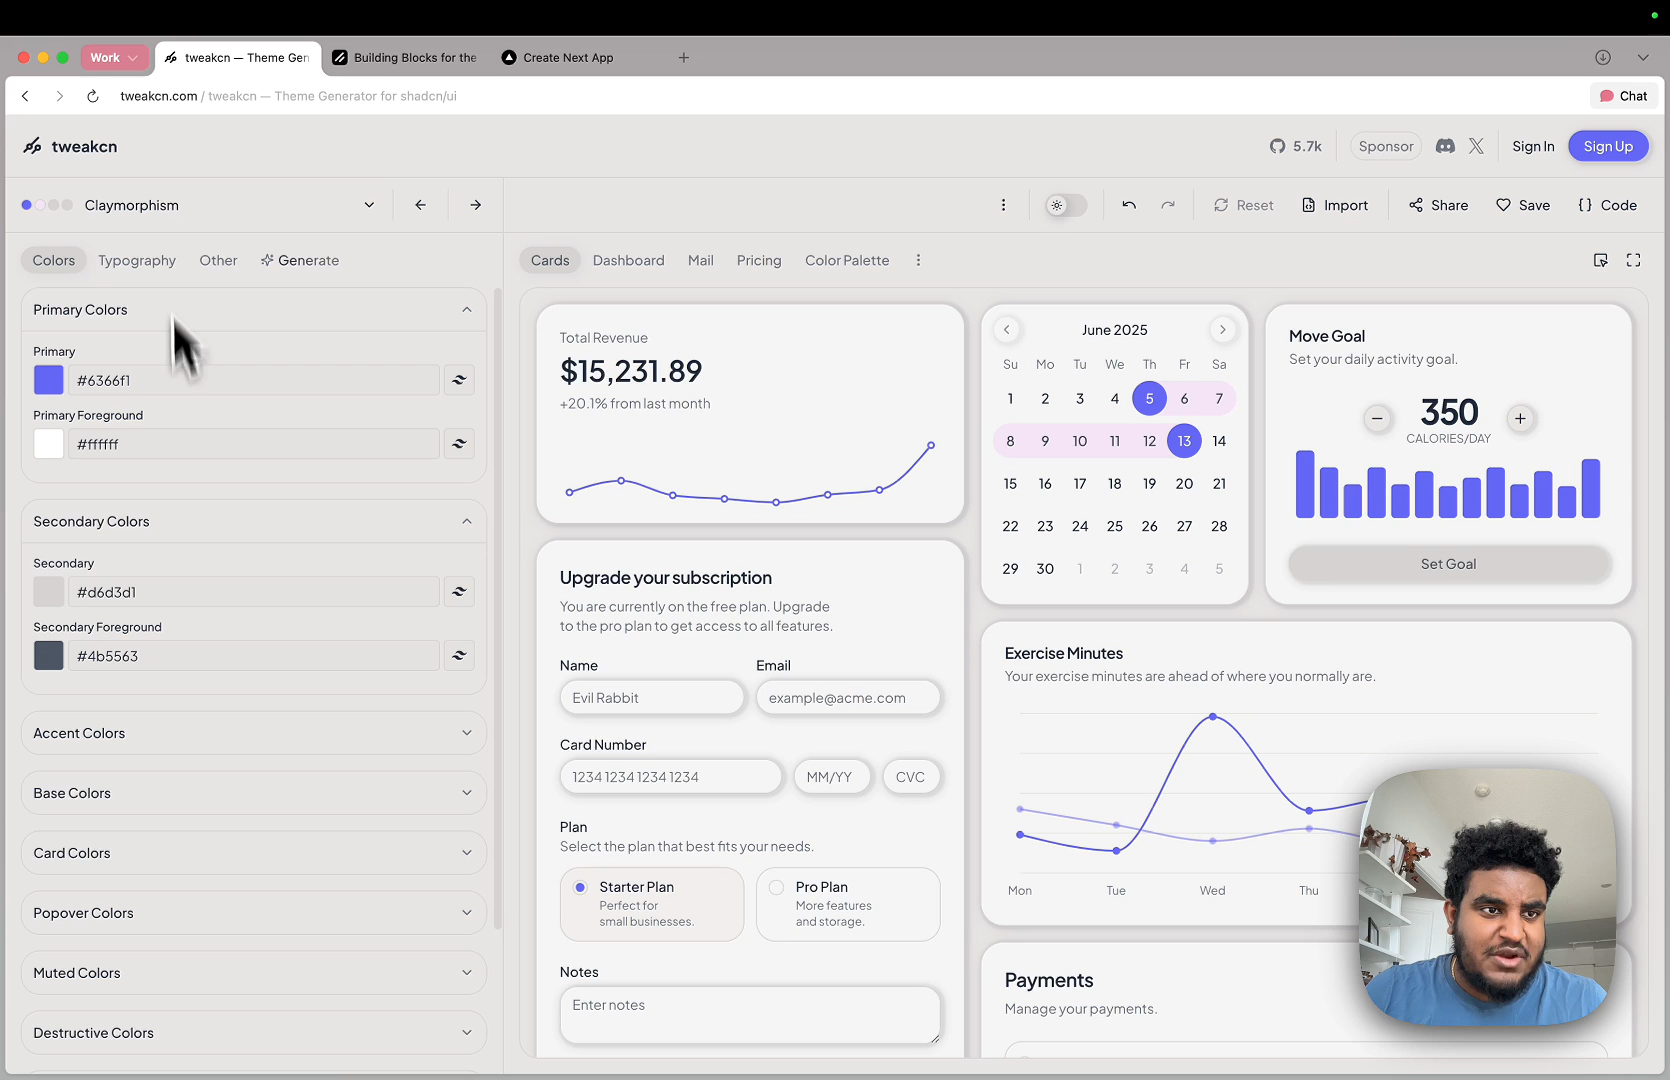 Work
tweakcn — Theme Gen
Building Blocks for the
Create Next App
tweakcn.com / tweakcn — Theme Generator for shadcn/ui
Chat
tweakcn
5.7k
Sponsor
Sign In
Sign Up
Claymorphism
Reset
Import
Share
Save
{ } Code
Colors
Typography
Other
Generate
Cards
Dashboard
Mail
Pricing
Color Palette
Primary Colors
Primary
#6366f1
Primary Foreground
#ffffff
Secondary Colors
Secondary
#d6d3d1
Secondary Foreground
#4b5563
Accent Colors
Base Colors
Card Colors
Popover Colors
Muted Colors
Destructive Colors
Total Revenue
$15,231.89
+20.1% from last month
Upgrade your subscription
You are currently on the free plan. Upgrade
to the pro plan to get access to all features.
Name
Email
Evil Rabbit
example@acme.com
Card Number
1234 1234 1234 1234
MM/YY
CVC
Plan
Select the plan that best fits your needs.
Starter Plan
Perfect for
small businesses.
Pro Plan
More features
and storage.
Notes
Enter notes
June 2025
Su Mo Tu We Th Fr Sa
1 2 3 4 5 6 7
8 9 10 11 12 13 14
15 16 17 18 19 20 21
22 23 24 25 26 27 28
29 30 1 2 3 4 5
Move Goal
Set your daily activity goal.
350
CALORIES/DAY
Set Goal
Exercise Minutes
Your exercise minutes are ahead of where you normally are.
Mon
Tue
Wed
Thu
Payments
Manage your payments.